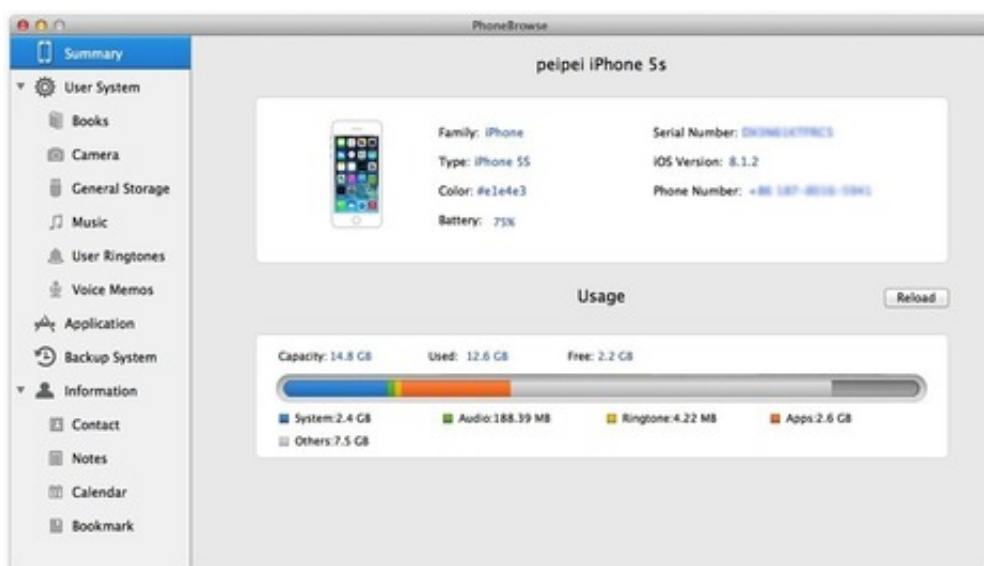 PhoneBrowse
Summary
User System
Books
Camera
General Storage
Music
User Ringtones
Voice Memos
Application
Backup System
Information
Contact
Notes
Calendar
Bookmark
peipei iPhone 5s
Family: iPhone
Serial Number:
Type: iPhone 5S
iOS Version: 8.1.2
Color: #e1e4e3
Phone Number:
Battery: 75%
Usage
Reload
Capacity: 14.8 GB Used: 12.6 GB Free: 2.2 GB
System:2.4 GB Audio:188.39 MB Ringtone:4.22 MB Apps:2.6 GB
Others:7.5 GB